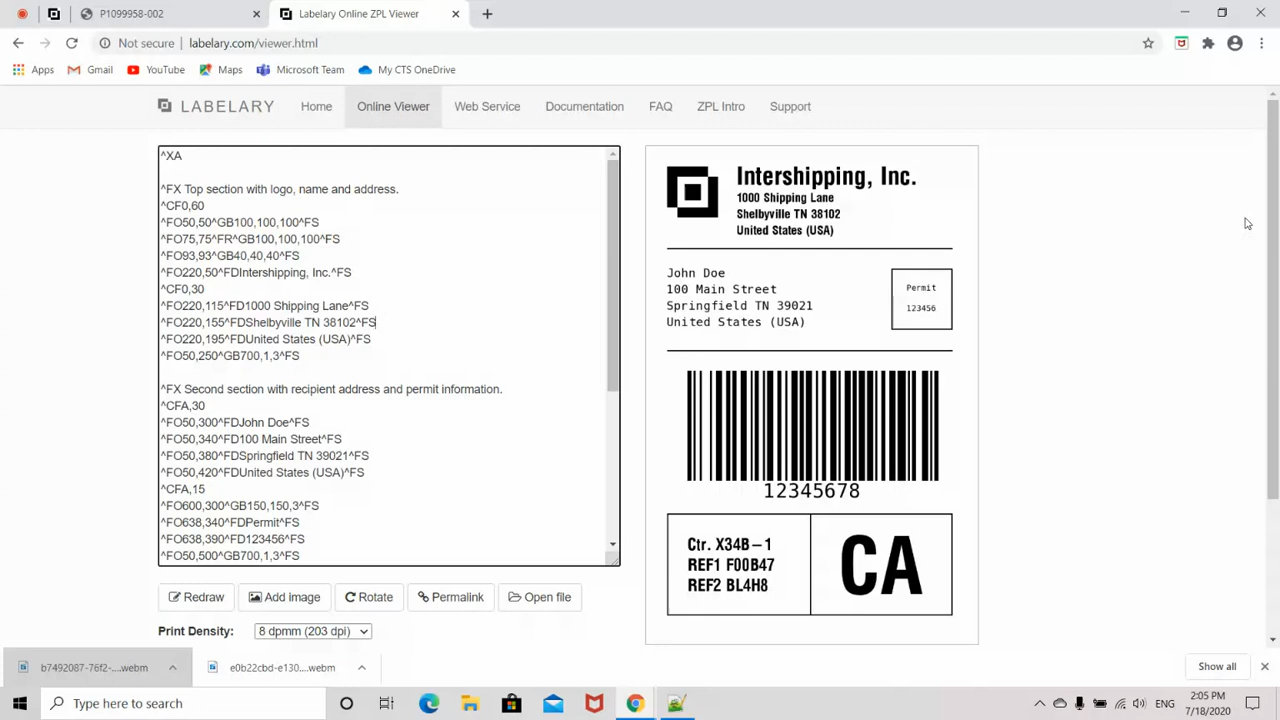 P1099958-002
Labelary Online ZPL Viewer
Not secure | labelary.com/viewer.html
Apps Gmail YouTube Maps Microsoft Team My CTS OneDrive
LABELARY Home Online Viewer Web Service Documentation FAQ ZPL Intro Support
^XA
^FX Top section with logo, name and address.
^CF0,60
^FO50,50^GB100,100,100^FS
^FO75,75^FR^GB100,100,100^FS
^FO93,93^GB40,40,40^FS
^FO220,50^FDIntershipping, Inc.^FS
^CF0,30
^FO220,115^FD1000 Shipping Lane^FS
^FO220,155^FDShelbyville TN 38102^FS
^FO220,195^FDUnited States (USA)^FS
^FO50,250^GB700,1,3^FS
^FX Second section with recipient address and permit information.
^CFA,30
^FO50,300^FDJohn Doe^FS
^FO50,340^FD100 Main Street^FS
^FO50,380^FDSpringfield TN 39021^FS
^FO50,420^FDUnited States (USA)^FS
^CFA,15
^FO600,300^GB150,150,3^FS
^FO638,340^FDPermit^FS
^FO638,390^FD123456^FS
^FO50,500^GB700,1,3^FS
Intershipping, Inc.
1000 Shipping Lane
Shelbyville TN 38102
United States (USA)
John Doe
100 Main Street
Springfield TN 39021
United States (USA)
Permit
123456
12345678
Ctr. X34B-1
REF1 F00B47
REF2 BL4H8
CA
Redraw Add image Rotate Permalink Open file
Print Density: 8 dpmm (203 dpi)
b7492087-76f2-....webm
e0b22cbd-e130....webm
Show all
Type here to search
ENG
2:05 PM
7/18/2020